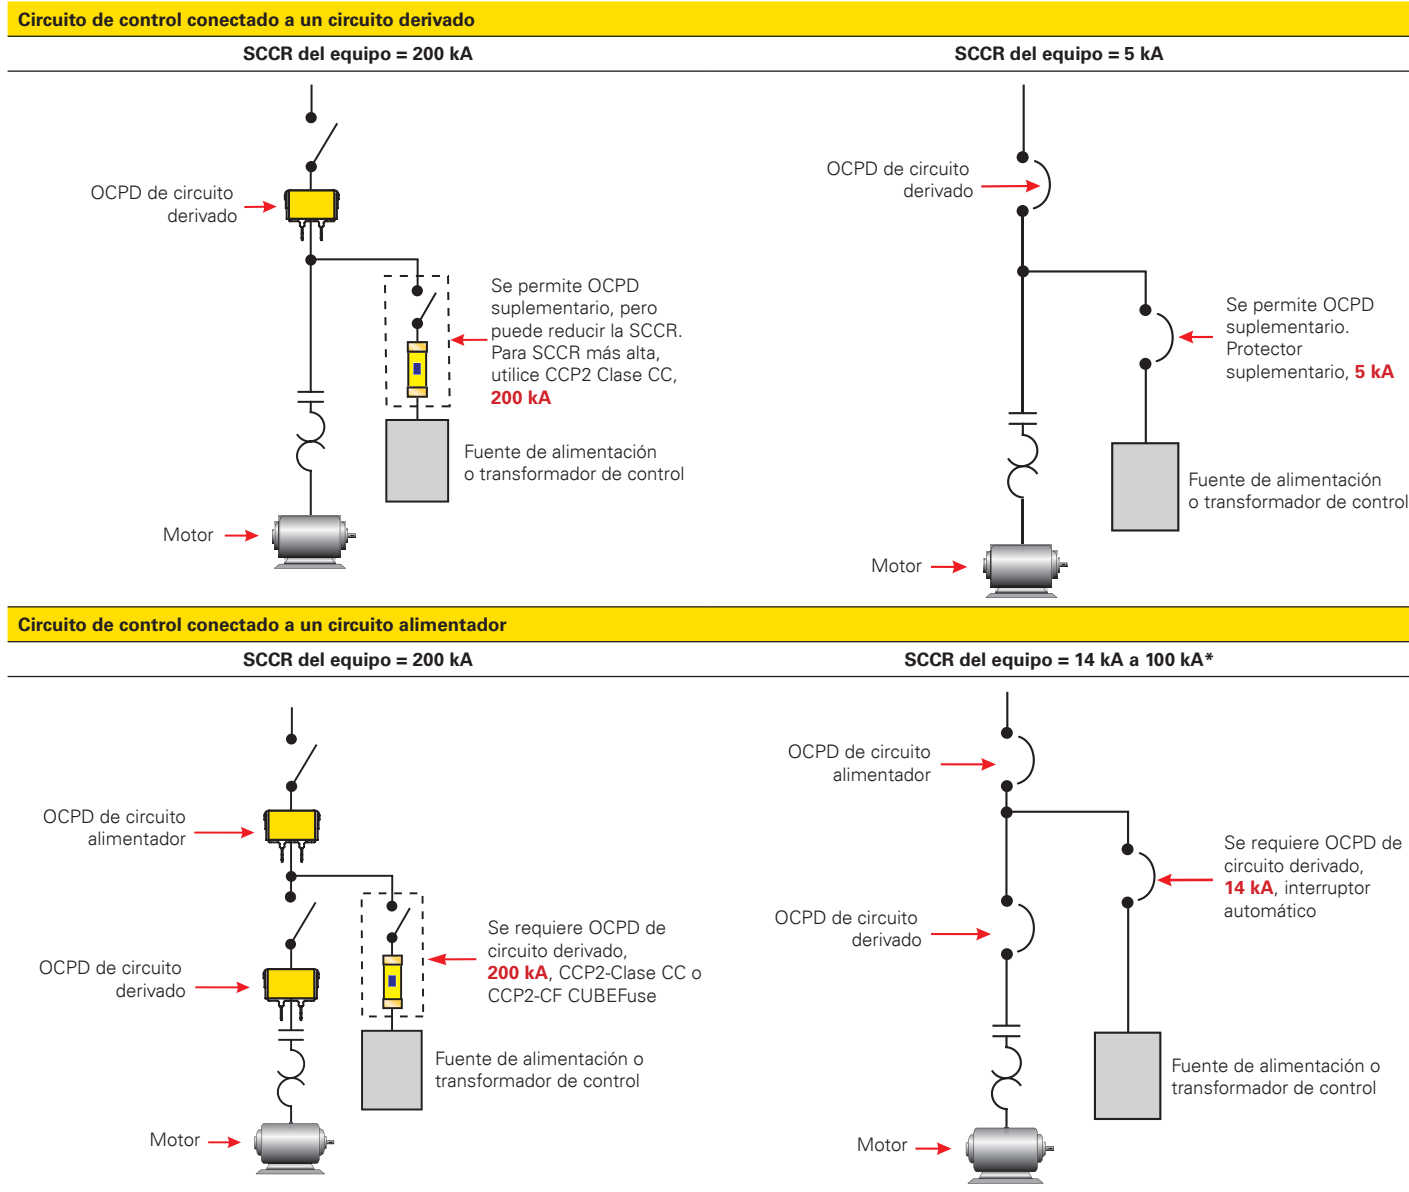 Circuito de control conectado a un circuito derivado
SCCR del equipo = 200 kA
OCPD de circuito
derivado
Se permite OCPD
suplementario, pero
puede reducir la SCCR.
Para SCCR más alta,
utilice CCP2 Clase CC,
200 kA
Fuente de alimentación
o transformador de control
Motor
SCCR del equipo = 5 kA
OCPD de circuito
derivado
Se permite OCPD
suplementario.
Protector
suplementario, 5 kA
Fuente de alimentación
o transformador de control
Motor
Circuito de control conectado a un circuito alimentador
SCCR del equipo = 200 kA
OCPD de circuito
alimentador
OCPD de circuito
derivado
Se requiere OCPD de
circuito derivado,
200 kA, CCP2-Clase CC o
CCP2-CF CUBEFuse
Fuente de alimentación o
transformador de control
Motor
SCCR del equipo = 14 kA a 100 kA*
OCPD de circuito
alimentador
OCPD de circuito
derivado
Se requiere OCPD de
circuito derivado,
14 kA, interruptor
automático
Fuente de alimentación o
transformador de control
Motor